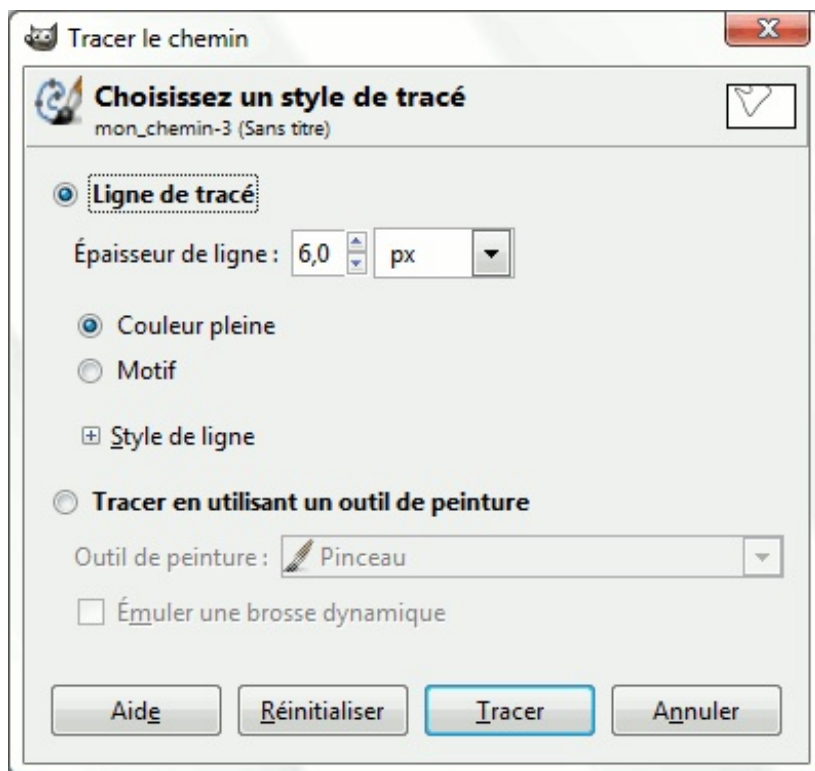 Tracer le chemin
Choisissez un style de tracé
mon_chemin-3 (Sans titre)
Ligne de tracé
Épaisseur de ligne : 6,0 px
Couleur pleine
Motif
Style de ligne
Tracer en utilisant un outil de peinture
Outil de peinture : Pinceau
Émuler une brosse dynamique
Aide Réinitialiser Tracer Annuler